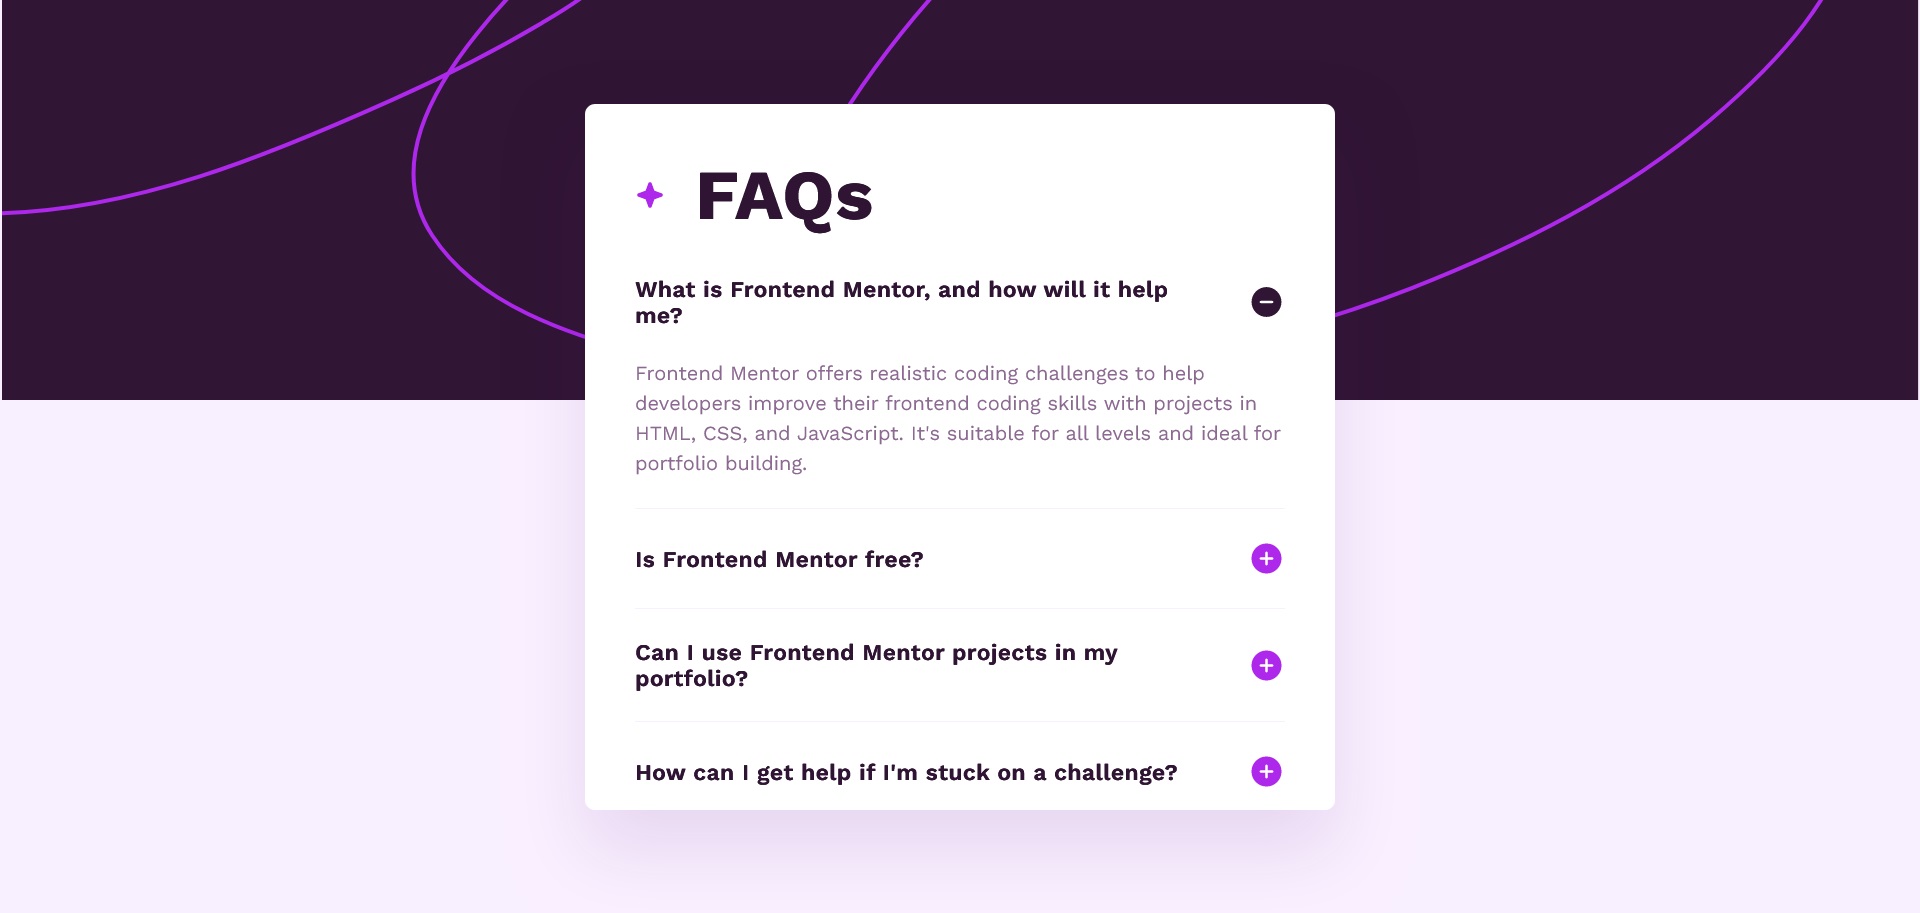 FAQs
What is Frontend Mentor, and how will it help
me?
Frontend Mentor offers realistic coding challenges to help
developers improve their frontend coding skills with projects in
HTML, CSS, and JavaScript. It's suitable for all levels and ideal for
portfolio building.
Is Frontend Mentor free?
Can I use Frontend Mentor projects in my
portfolio?
How can I get help if I'm stuck on a challenge?